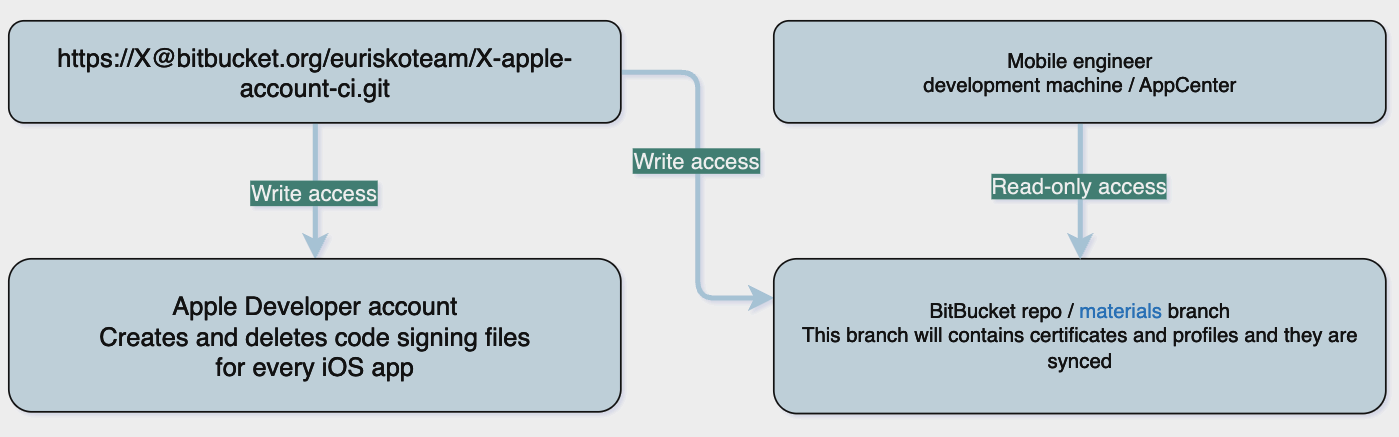 https://X@bitbucket.org/euriskoteam/X-apple-
account-ci.git
Mobile engineer
development machine / AppCenter
Write access
Write access
Read-only access
Apple Developer account
Creates and deletes code signing files
for every iOS app
BitBucket repo / materials branch
This branch will contains certificates and profiles and they are
synced